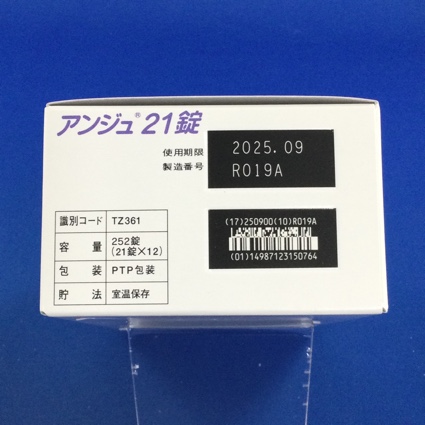 アンジュ® 21錠
使用期限 2025.09
製造番号 R019A
識別コード TZ361
容量 252錠
(21錠×12)
包装 PTP包装
貯法 室温保存
(17)250900(10)R019A
(01)14987123150764